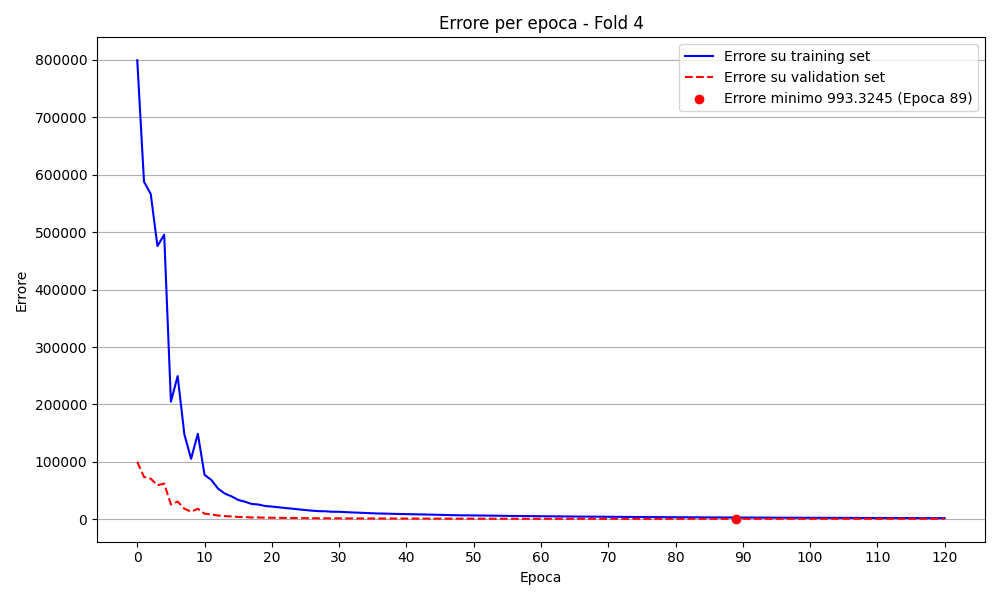 Errore per epoca - Fold 4
Errore su training set
Errore su validation set
Errore minimo 993.3245 (Epoca 89)
Errore
800000
700000
600000
500000
400000
300000
200000
100000
0
0 10 20 30 40 50 60 70 80 90 100 110 120
Epoca